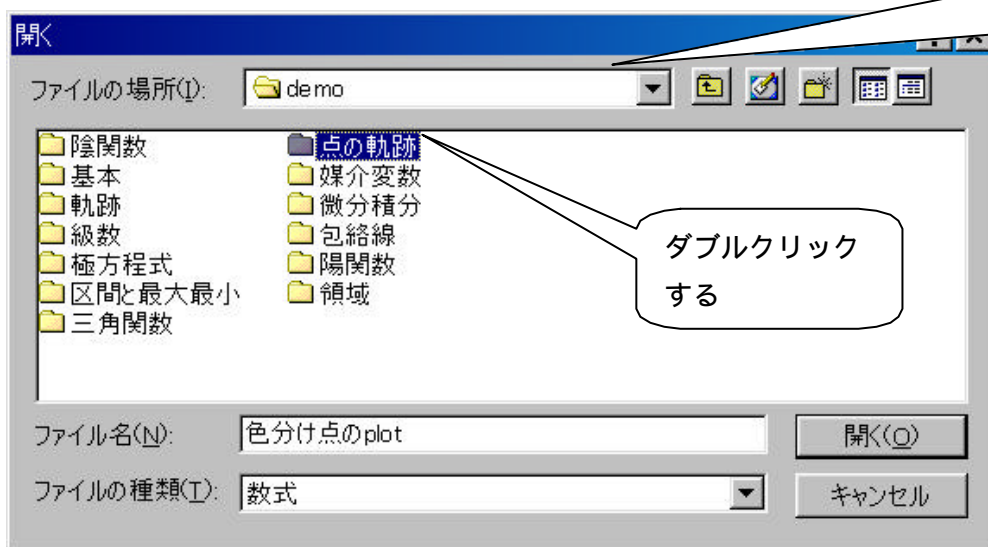 開く
ファイルの場所(I):
demo
陰関数
基本
軌跡
級数
極方程式
区間と最大最小
三角関数
点の軌跡
媒介変数
微分積分
包絡線
陽関数
領域
ダブルクリック
する
ファイル名(N):
色分け点のplot
開く(O)
ファイルの種類(T):
数式
キャンセル